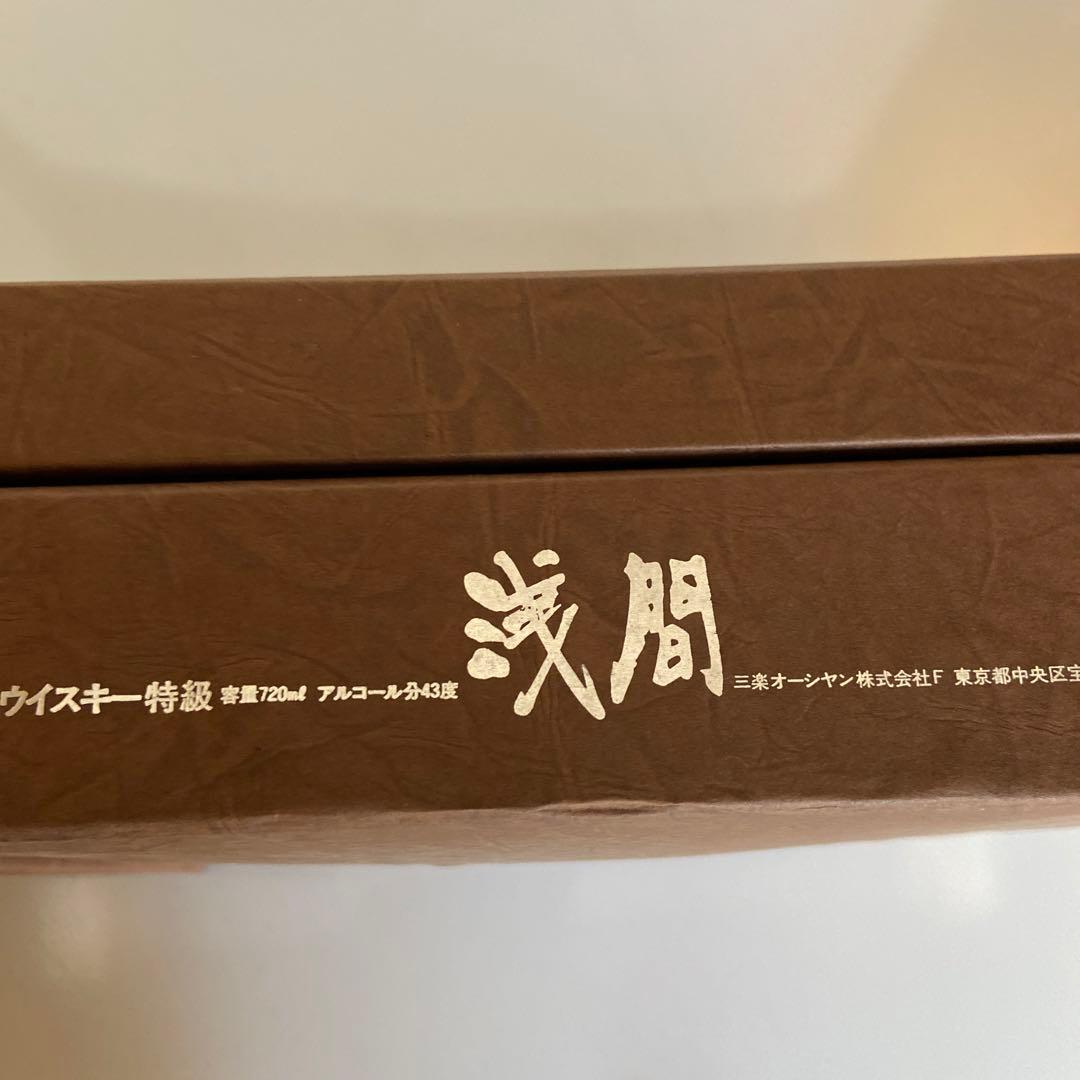 ウイスキー特級 容量720mℓ アルコール分43度 浅間 三楽オーシヤン株式会社F 東京都中央区宝